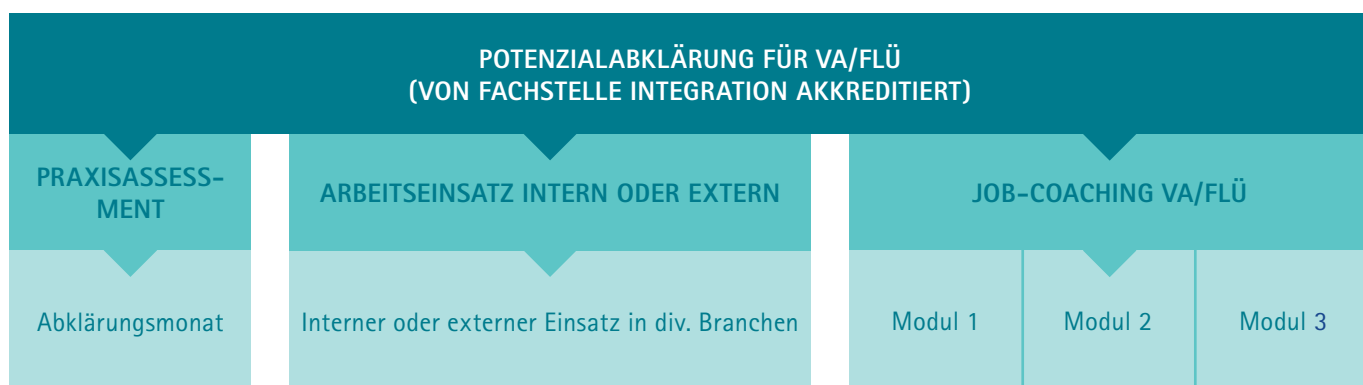 POTENZIALABKLÄRUNG FÜR VA/FLÜ
(VON FACHSTELLE INTEGRATION AKKREDITIERT)
PRAXISASSESS-
MENT
ARBEITSEINSATZ INTERN ODER EXTERN
JOB-COACHING VA/FLÜ
Abklärungsmonat
Interner oder externer Einsatz in div. Branchen
Modul 1
Modul 2
Modul 3